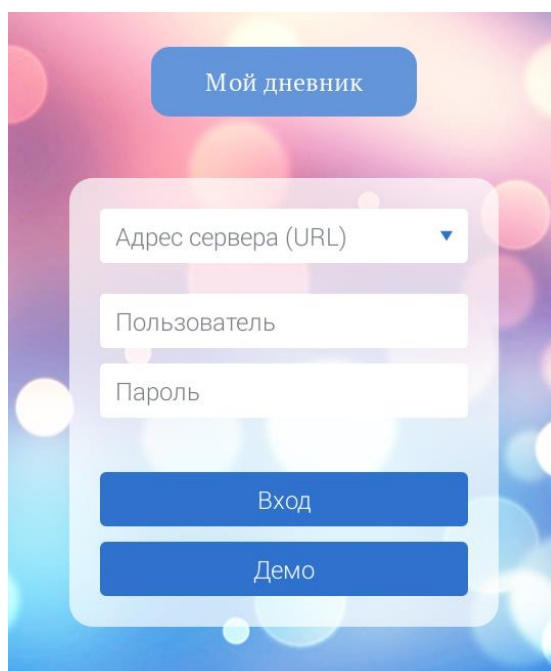 Мой дневник
Адрес сервера (URL)
Пользователь
Пароль
Вход
Демо